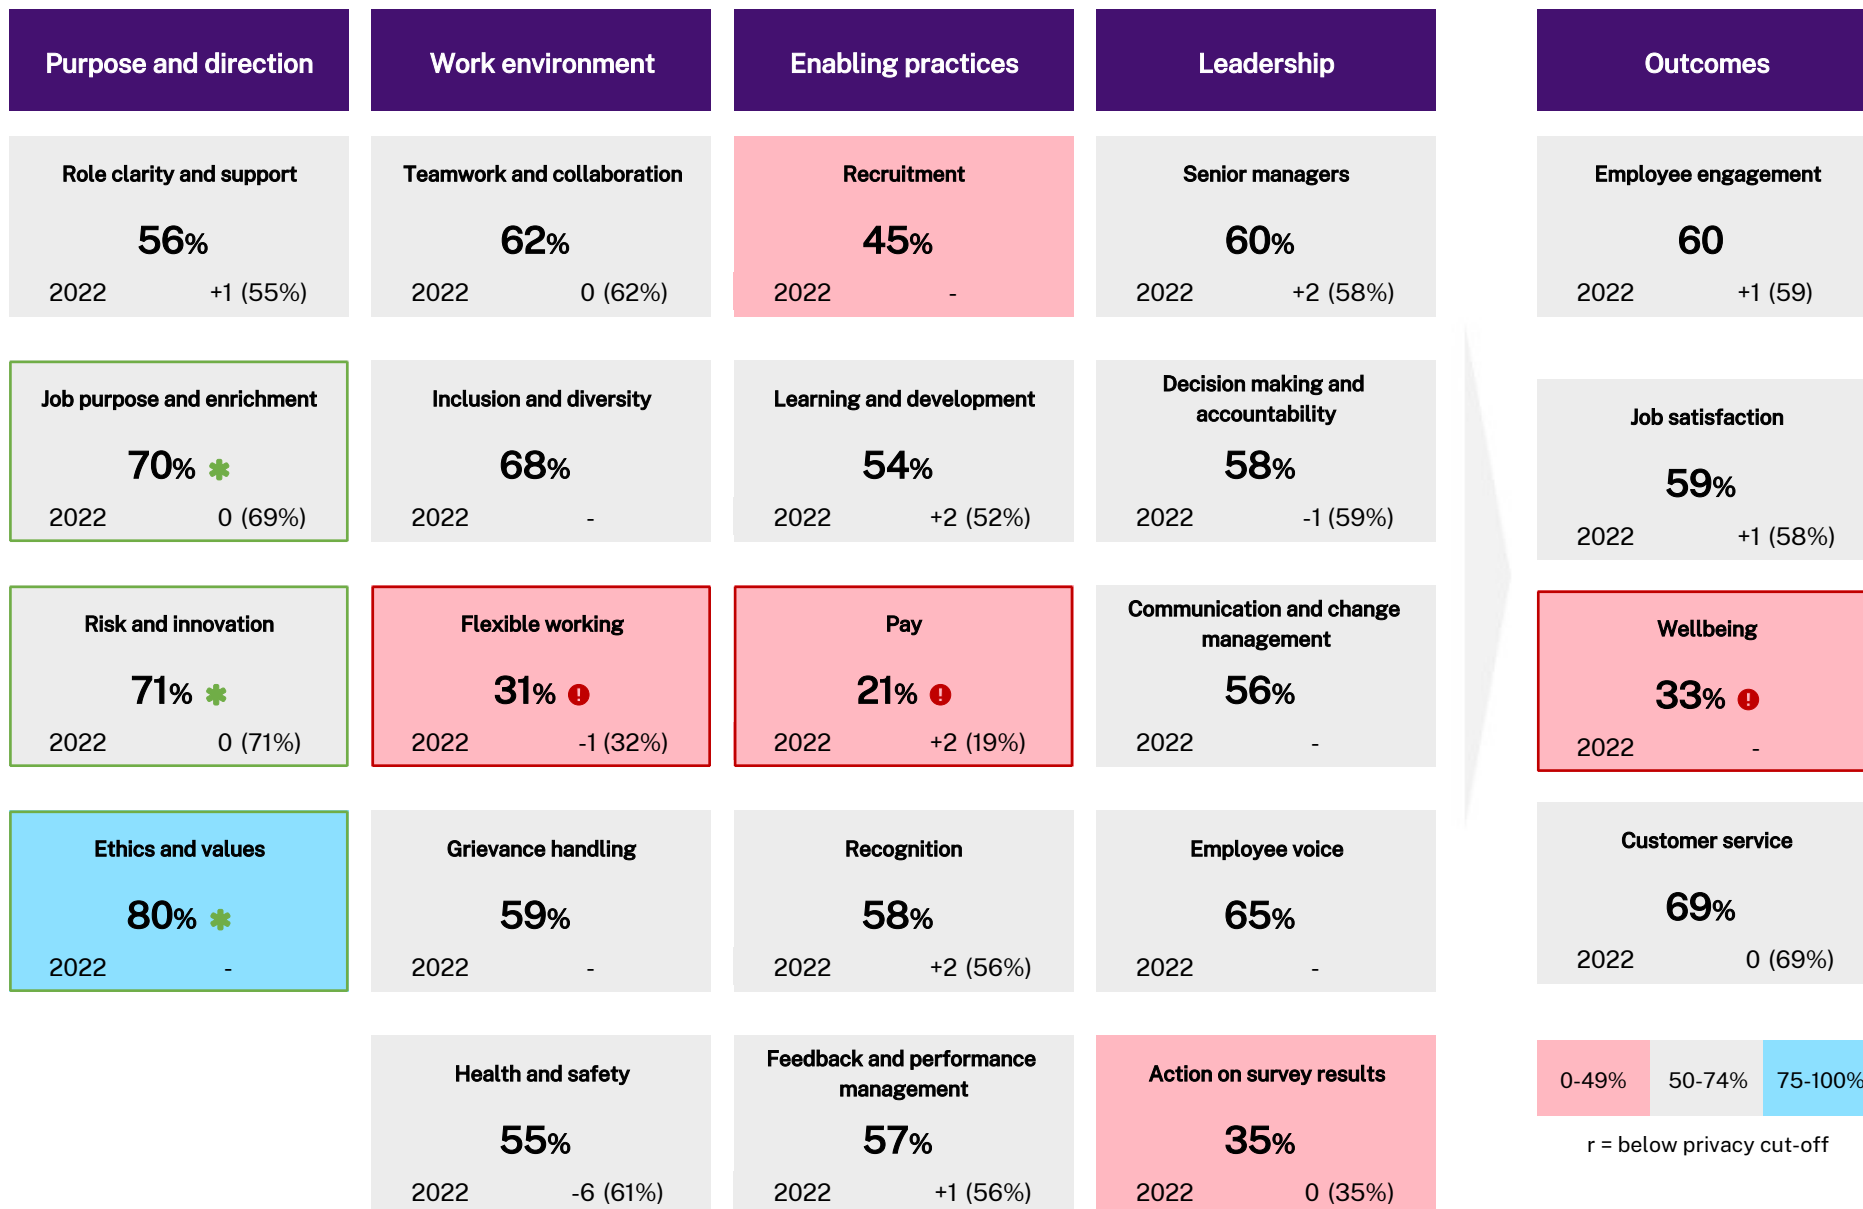 Purpose and direction
Work environment
Enabling practices
Leadership
Outcomes
Role clarity and support
56%
2022 +1 (55%)
Teamwork and collaboration
62%
2022 0 (62%)
Recruitment
45%
2022 -
Senior managers
60%
2022 +2 (58%)
Employee engagement
60
2022 +1 (59)
Job purpose and enrichment
70%
2022 0 (69%)
Inclusion and diversity
68%
2022 -
Learning and development
54%
2022 +2 (52%)
Decision making and
accountability
58%
2022 -1 (59%)
Job satisfaction
59%
2022 +1 (58%)
Risk and innovation
71%
2022 0 (71%)
Flexible working
31%
2022 -1 (32%)
Pay
21%
2022 +2 (19%)
Communication and change
management
56%
2022 -
Wellbeing
33%
2022 -
Ethics and values
80%
2022 -
Grievance handling
59%
2022 -
Recognition
58%
2022 +2 (56%)
Employee voice
65%
2022 -
Customer service
69%
2022 0 (69%)
Health and safety
55%
2022 -6 (61%)
Feedback and performance
management
57%
2022 +1 (56%)
Action on survey results
35%
2022 0 (35%)
0-49% 50-74% 75-100%
r = below privacy cut-off